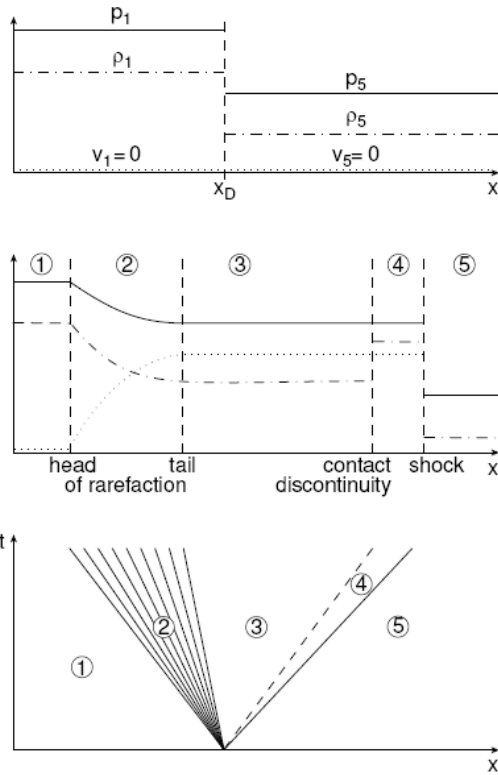 p₁
ρ₁
p₅
ρ₅
v₁= 0
v₅= 0
x_D
x
① ② ③ ④ ⑤
head
of rarefaction
tail
contact
discontinuity
shock
x
t
④
② ③ ⑤
①
x